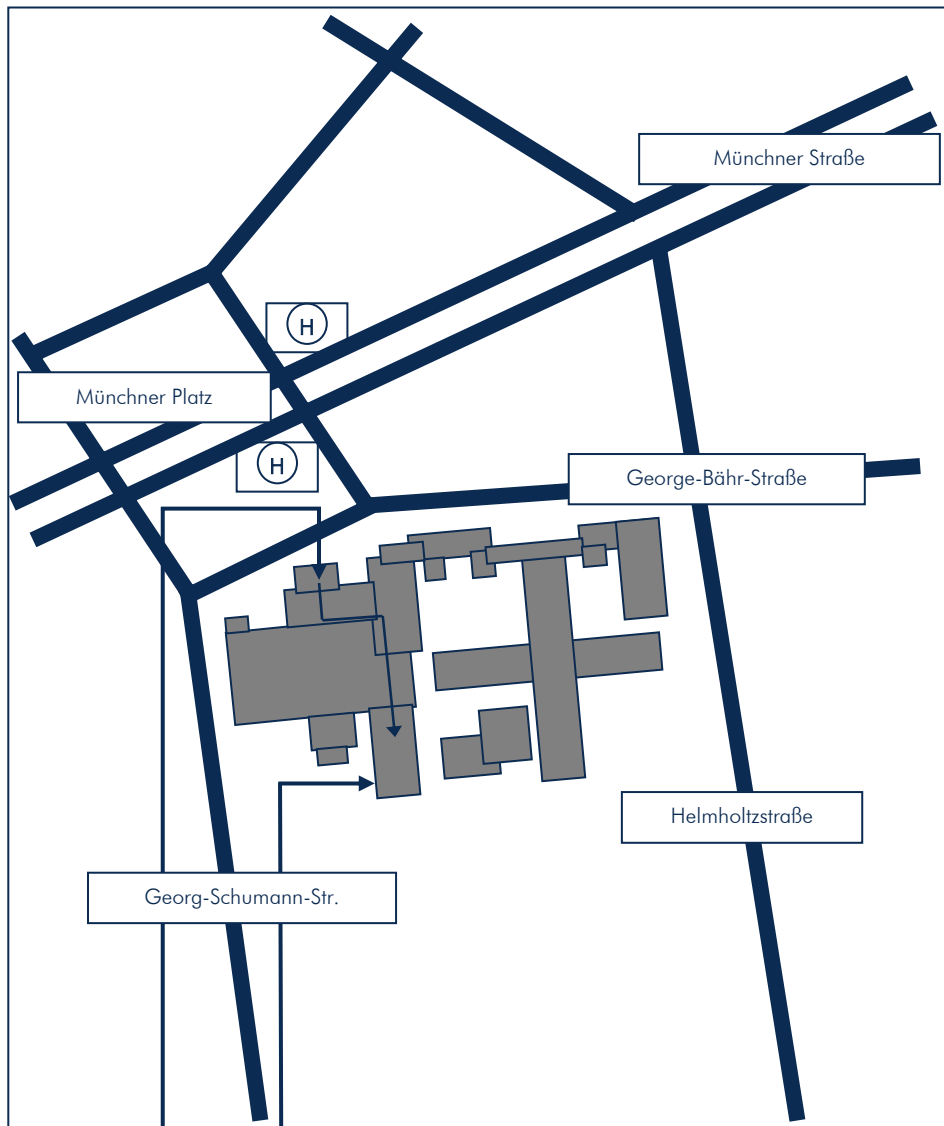 Münchner Straße
H
Münchner Platz
H
George-Bähr-Straße
Helmholtzstraße
Georg-Schumann-Str.